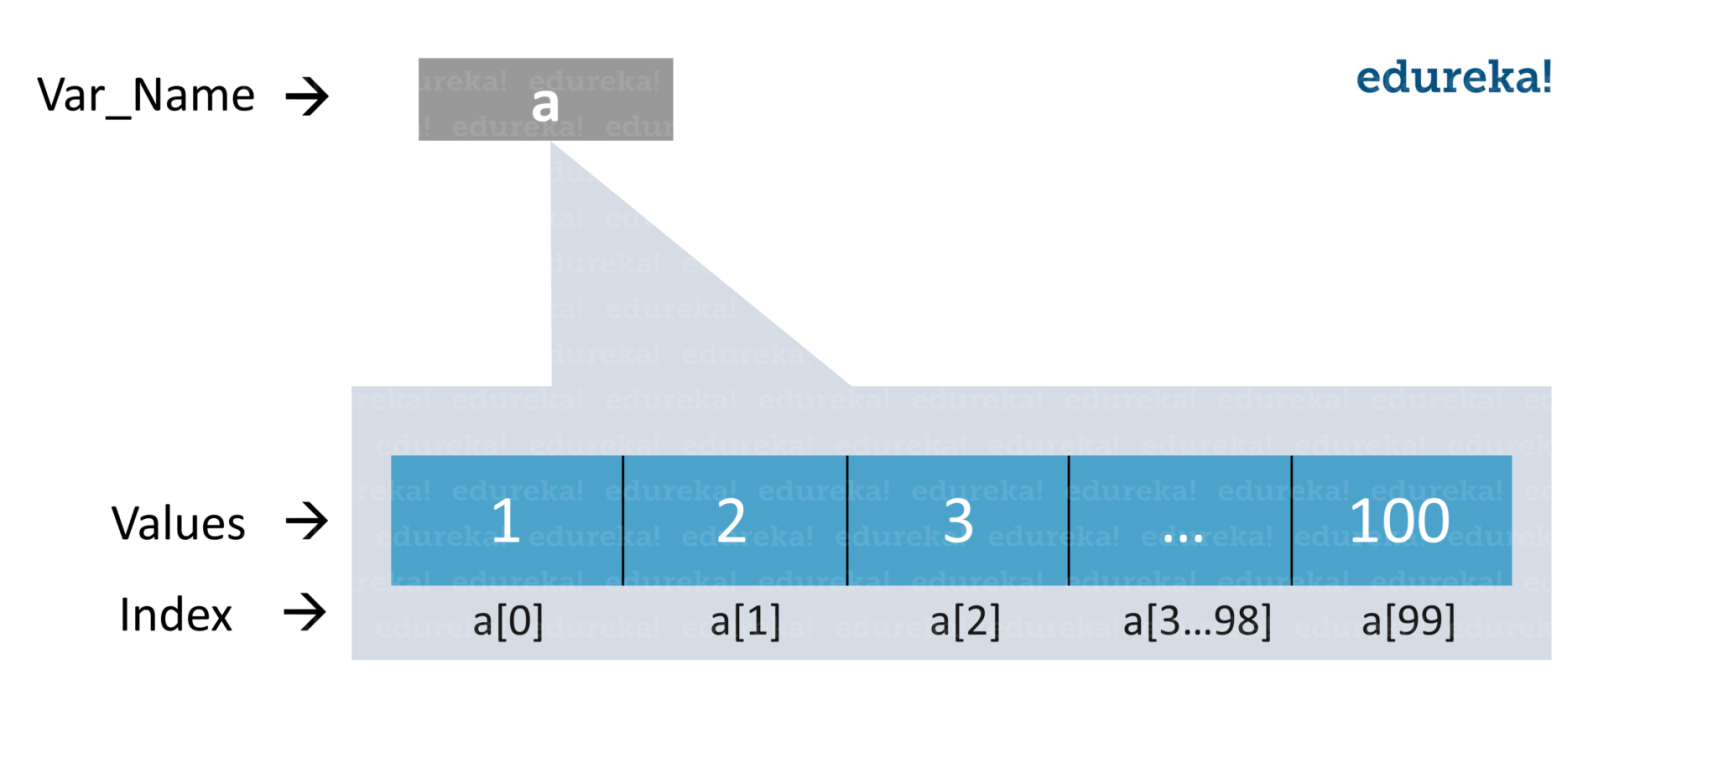 edureka!
Var_Name → a
Values → 1 2 3 ... 100
Index → a[0] a[1] a[2] a[3...98] a[99]